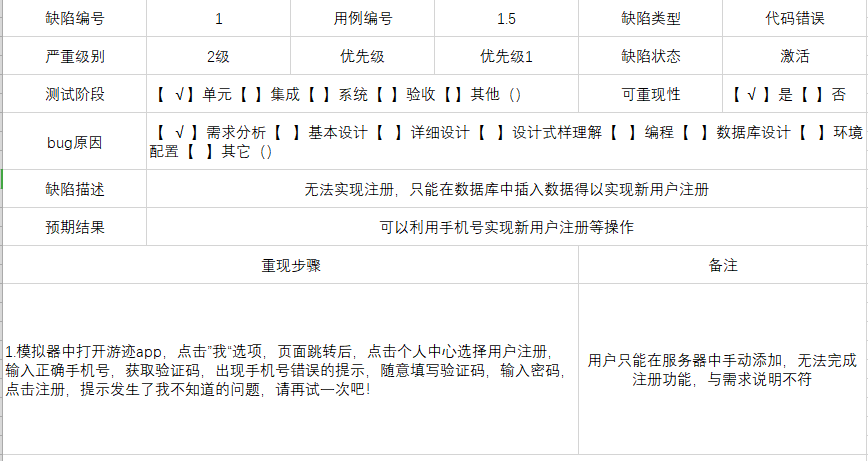 缺陷编号 1 用例编号 1.5 缺陷类型 代码错误
严重级别 2级 优先级 优先级1 缺陷状态 激活
测试阶段 【 √】单元【 】集成【 】系统【 】验收【 】其他（） 可重现性 【 √ 】是【 】否
bug原因 【 √ 】需求分析【 】基本设计【 】详细设计【 】设计式样理解【 】编程【 】数据库设计【 】环境
配置【 】其它（）
缺陷描述 无法实现注册，只能在数据库中插入数据得以实现新用户注册
预期结果 可以利用手机号实现新用户注册等操作
重现步骤 备注
1.模拟器中打开游迹app，点击”我“选项，页面跳转后，点击个人中心选择用户注册，
输入正确手机号，获取验证码，出现手机号错误的提示，随意填写验证码，输入密码，
点击注册，提示发生了我不知道的问题，请再试一次吧！
用户只能在服务器中手动添加，无法完成
注册功能，与需求说明不符